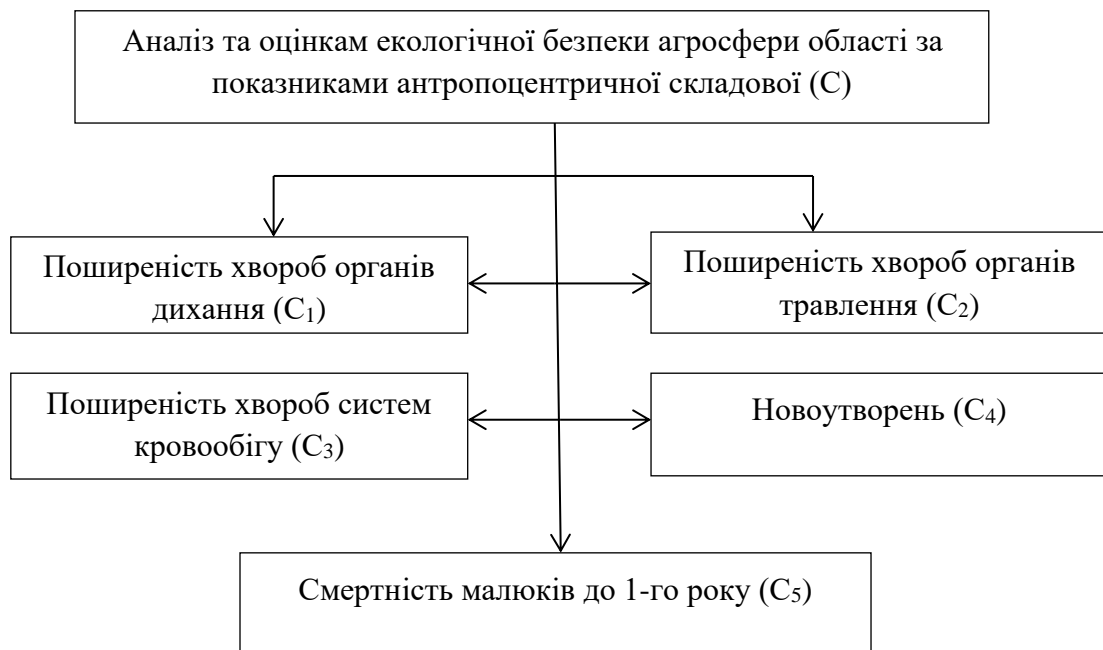 Аналіз та оцінкам екологічної безпеки агросфери області за
показниками антропоцентричної складової (С)
Поширеність хвороб органів
дихання (С₁)
Поширеність хвороб органів
травлення (С₂)
Поширеність хвороб систем
кровообігу (С₃)
Новоутворень (С₄)
Смертність малюків до 1-го року (С₅)